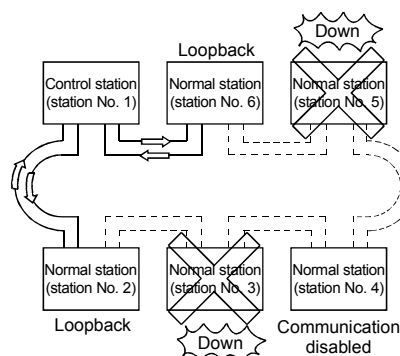 Down
Loopback
Control station
(station No. 1)
Normal station
(station No. 6)
Normal station
(station No. 5)
Normal station
(station No. 2)
Normal station
(station No. 3)
Normal station
(station No. 4)
Loopback
Down
Communication
disabled